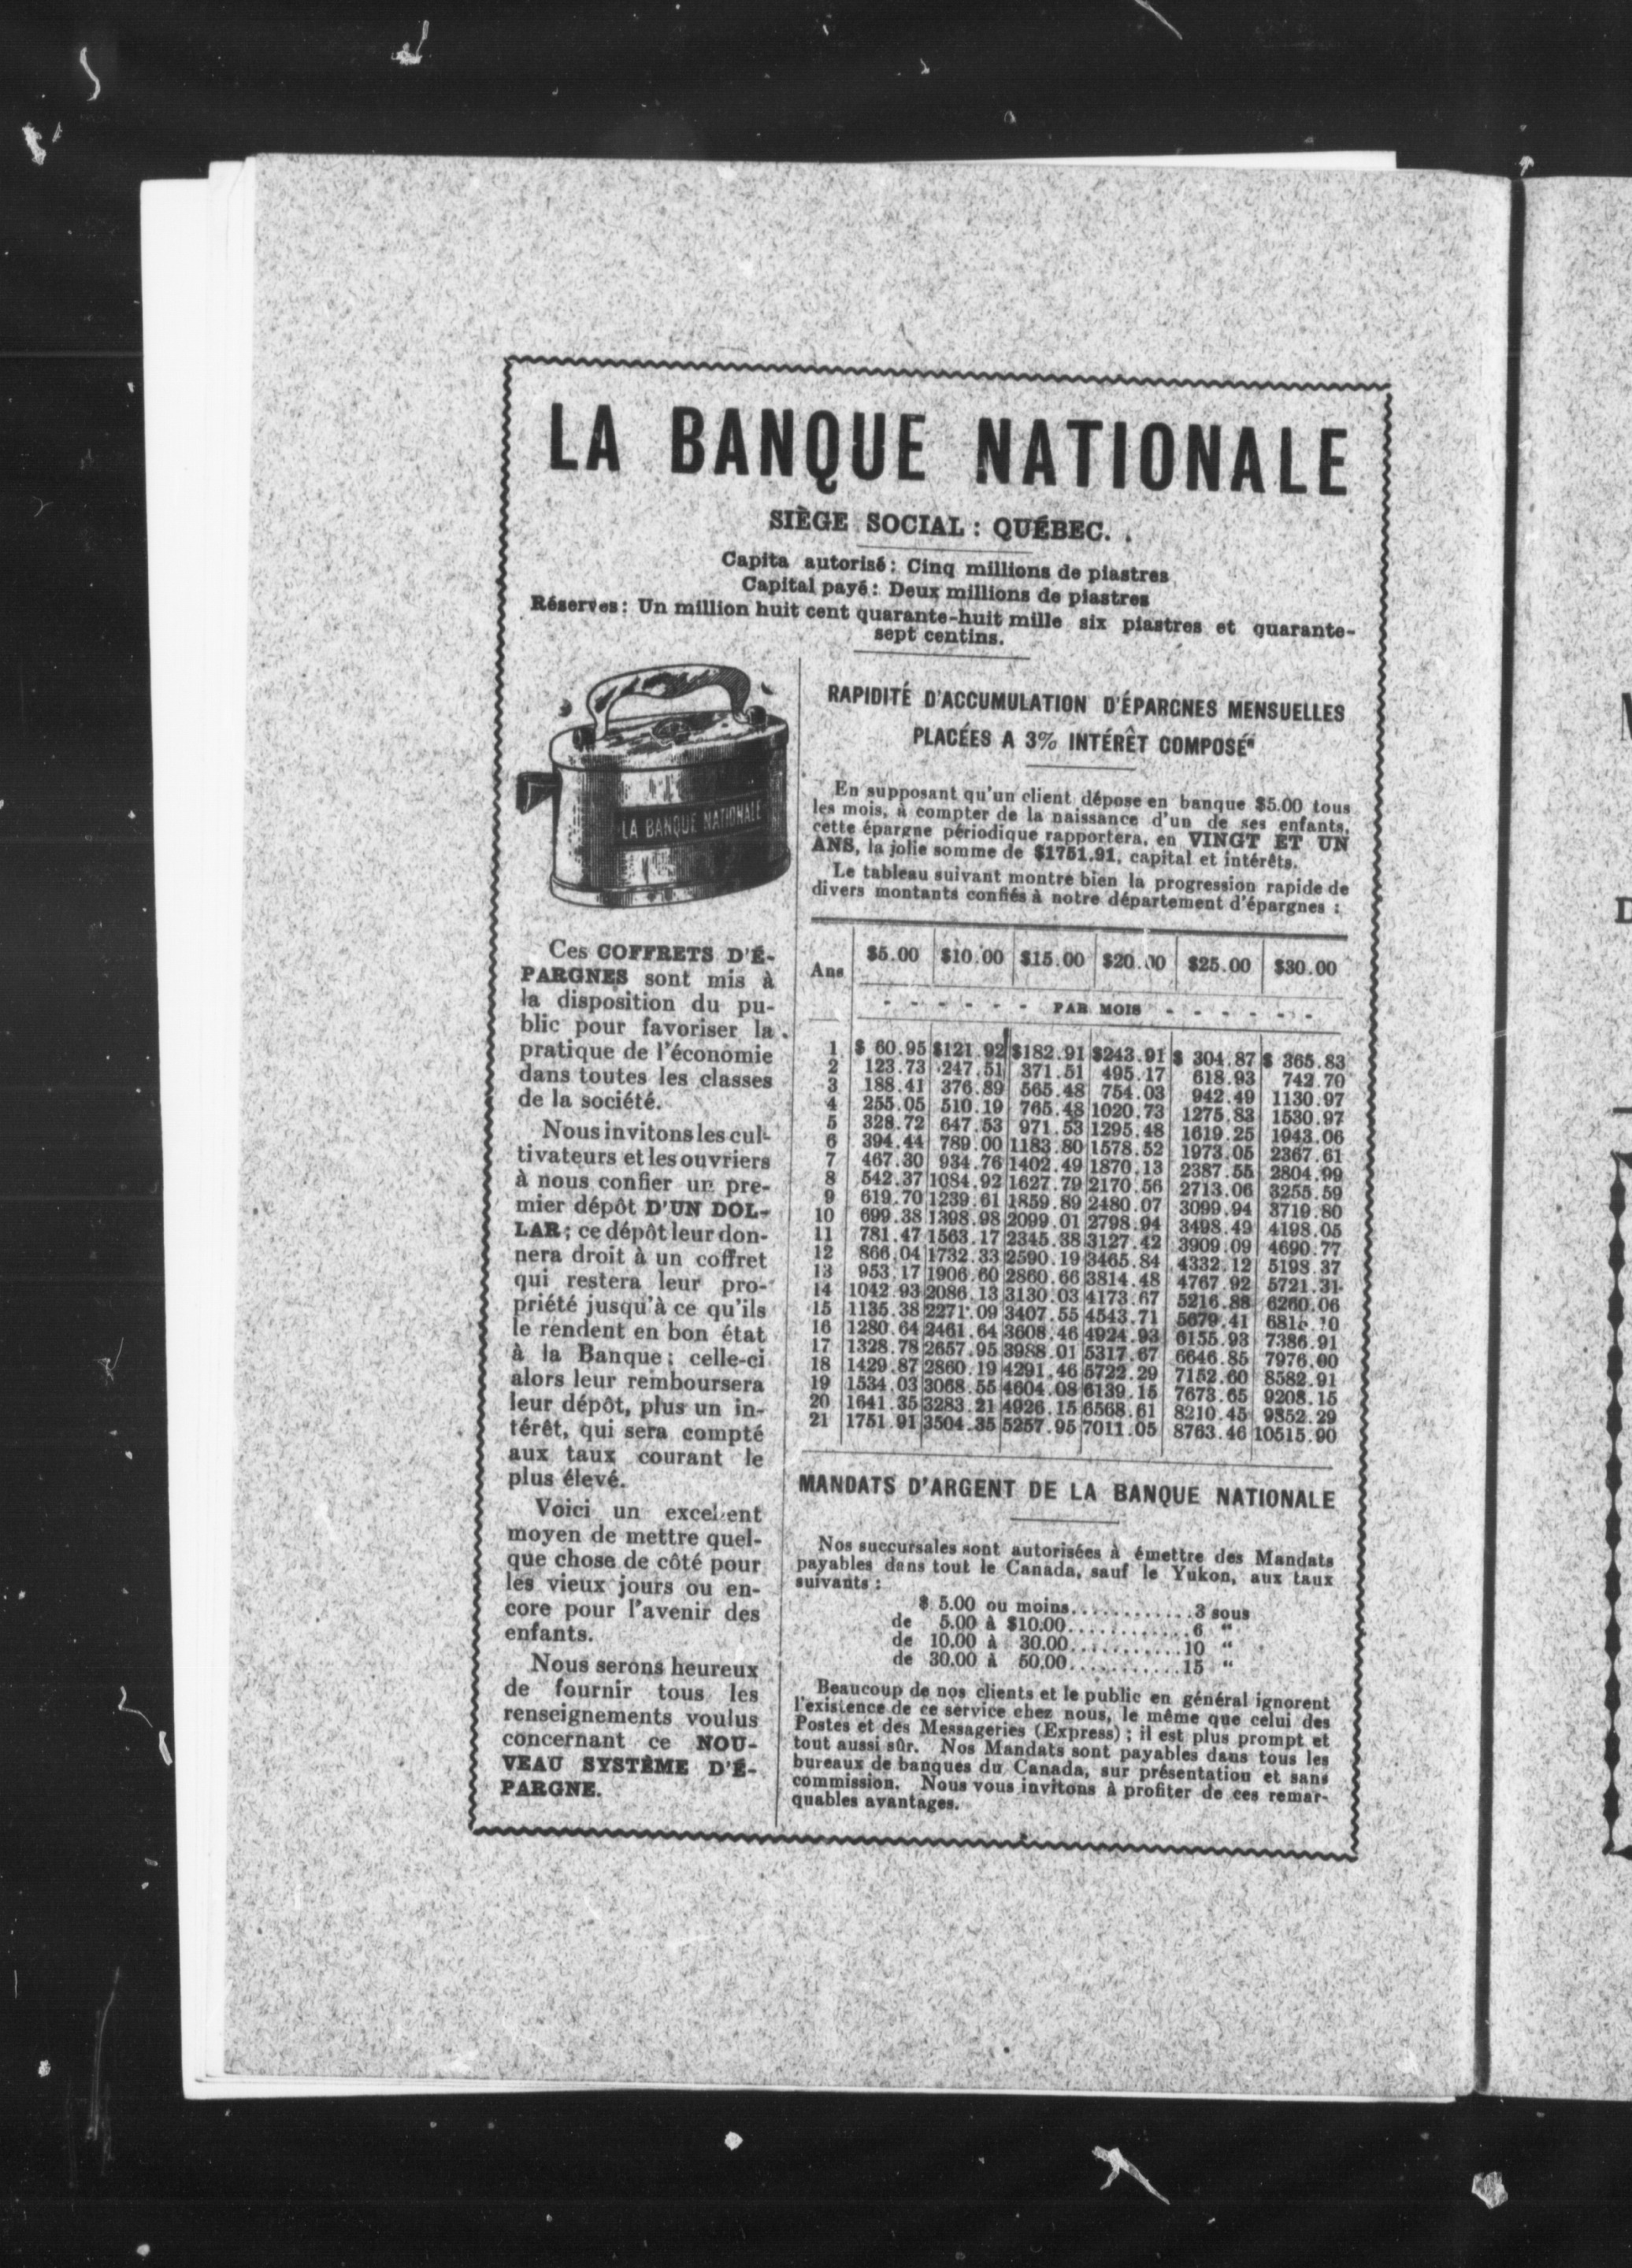 LA BANQUE NATIONALE
SIÈGE SOCIAL : QUÉBEC. .
Capita autorisé : Cinq millions de piastres
Capital payé : Deux millions de piastres
Réserves : Un million huit cent quarante-huit mille six piastres et quarante-
sept centins.
LA BANQUE NATIONALE
Ces COFFRETS D'É-
PARGNES sont mis à
la disposition du pu-
blic pour favoriser la
pratique de l'économie
dans toutes les classes
de la société.
Nous invitons les cul-
tivateurs et les ouvriers
à nous confier un pre-
mier dépôt D'UN DOL-
LAR ; ce dépôt leur don-
nera droit à un coffret
qui restera leur pro-
priété jusqu'à ce qu'ils
le rendent en bon état
à la Banque ; celle-ci
alors leur remboursera
leur dépôt, plus un in-
térêt, qui sera compté
aux taux courant le
plus élevé.
Voici un excellent
moyen de mettre quel-
que chose de côté pour
les vieux jours ou en-
core pour l'avenir des
enfants.
Nous serons heureux
de fournir tous les
renseignements voulus
concernant ce NOU-
VEAU SYSTÈME D'É-
PARGNE.
RAPIDITÉ D'ACCUMULATION D'ÉPARGNES MENSUELLES
PLACÉES A 3% INTÉRÊT COMPOSÉ
En supposant qu'un client dépose en banque $5.00 tous
les mois, à compter de la naissance d'un de ses enfants,
cette épargne périodique rapportera, en VINGT ET UN
ANS, la jolie somme de $1751.91, capital et intérêts.
Le tableau suivant montre bien la progression rapide de
divers montants confiés à notre département d'épargnes :
Ans $5.00 $10.00 $15.00 $20.00 $25.00 $30.00
- - - - - - PAR MOIS - - - - - -
1 $ 60.95 $121.92 $182.91 $243.91 $ 304.87 $ 365.83
2 123.73 247.51 371.51 495.17 618.93 742.70
3 188.41 376.89 565.48 754.03 942.49 1130.97
4 255.05 510.19 765.48 1020.73 1275.83 1530.97
5 328.72 647.53 971.53 1295.48 1619.25 1943.06
6 394.44 789.00 1183.80 1578.52 1973.05 2367.61
7 467.30 934.76 1402.49 1870.13 2387.55 2804.99
8 542.37 1084.92 1627.79 2170.56 2713.06 3255.59
9 619.70 1239.61 1859.89 2480.07 3099.94 3719.80
10 699.38 1398.98 2099.01 2798.94 3498.49 4198.05
11 781.47 1563.17 2345.38 3127.42 3909.09 4690.77
12 866.04 1732.33 2590.19 3465.84 4332.12 5198.37
13 953.17 1906.60 2860.66 3814.48 4767.92 5721.31
14 1042.93 2086.13 3130.03 4173.67 5216.88 6260.06
15 1135.38 2271.09 3407.55 4543.71 5679.41
16 1280.64 2461.64 3608.46 4924.93 6155.93 7386.91
17 1328.78 2657.95 3988.01 5317.67 6646.85 7976.00
18 1429.87 2860.19 4291.46 5722.29 7152.60 8582.91
19 1534.03 3068.55 4604.08 6139.15 7673.65 9208.15
20 1641.35 3283.21 4926.15 6568.61 8210.45 9852.29
21 1751.91 3504.35 5257.95 7011.05 8763.46 10515.90
MANDATS D'ARGENT DE LA BANQUE NATIONALE
Nos succursales sont autorisées à émettre des Mandats
payables dans tout le Canada, sauf le Yukon, aux taux
suivants :
$ 5.00 ou moins............3 sous
de 5.00 à $10.00............6 "
de 10.00 à 30.00...........10 "
de 30.00 à 50.00...........15 "
Beaucoup de nos clients et le public en général ignorent
l'existence de ce service chez nous, le même que celui des
Postes et des Messageries (Express) ; il est plus prompt et
tout aussi sûr. Nos Mandats sont payables dans tous les
bureaux de banques du Canada, sur présentation et sans
commission. Nous vous invitons à profiter de ces remar-
quables avantages.